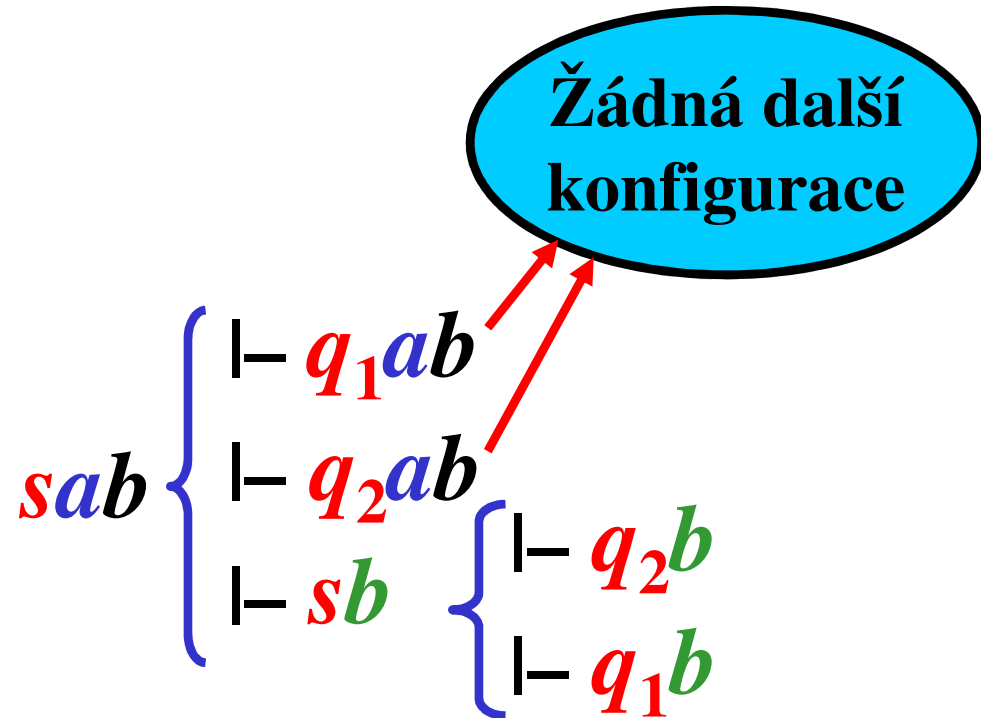 Žádná další
konfigurace
|– q₁ab
|– q₂ab
sab
|– q₂b
|– sb
|– q₁b